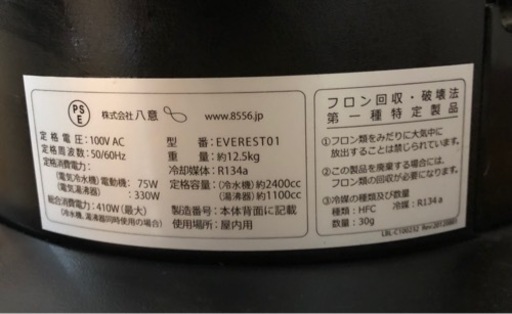 PS
E
株式会社 八意
www.8556.jp
定格電圧：100V AC
定格周波数：50/60Hz
定格消費電力：
（電気冷水機）電動機： 75W
（電気湯沸器） 330W
総合消費電力：410W（最大）
（冷水機、湯沸器同時使用の場合）
型 番：EVEREST01
重 量：約12.5kg
冷却媒体：R134a
定格容量：（冷水機）約2400cc
（湯沸器）約1100cc
製造番号：本体背面に記載
使用場所：屋内用
フロン回収・破壊法
第一種特定製品
①フロン類をみだりに大気中に
放出することは禁じられています。
②この製品を廃棄する場合には、
フロン類の回収が必要になります。
③冷媒の種類及び数量
種類：HFC 冷媒：R134a
数量：30g
LBL-C100232